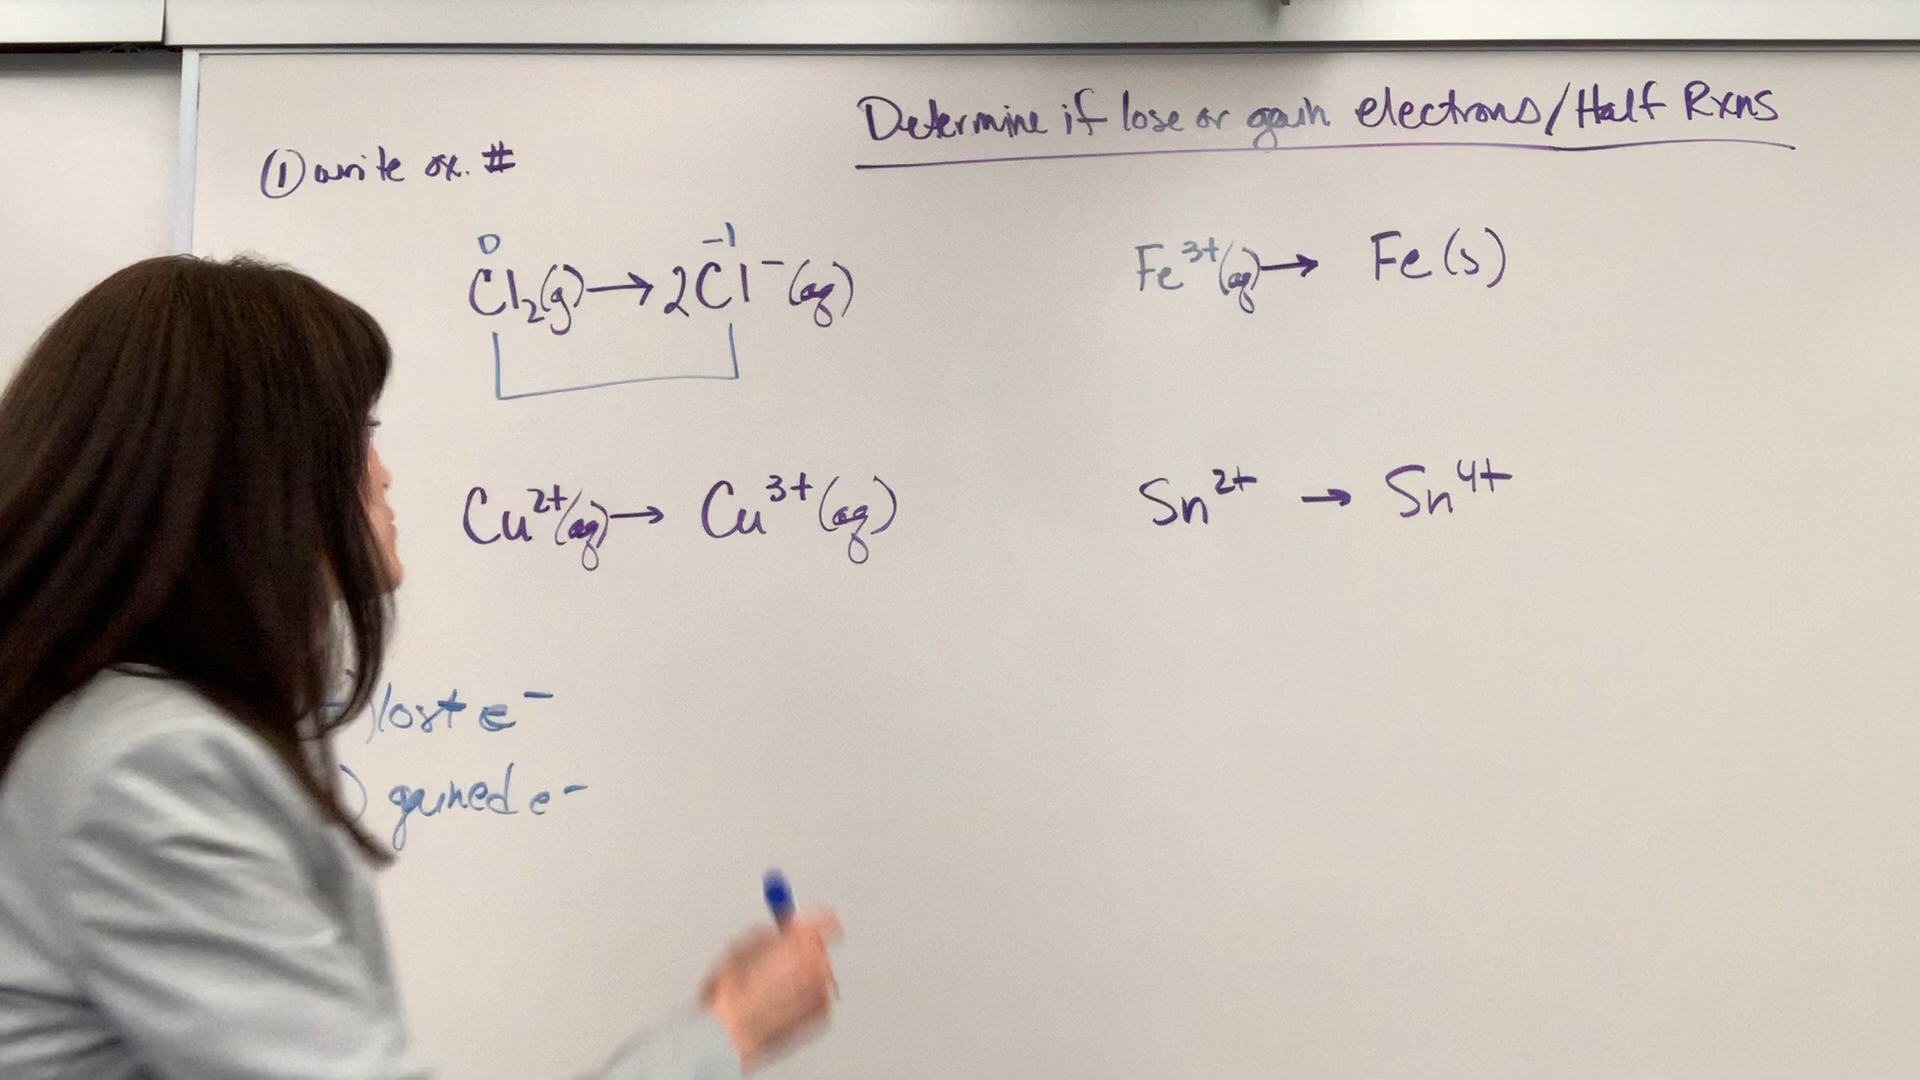 Determine if lose or gain electrons/Half Rxns
① write ox. #
0 -1
Cl₂(g) → 2Cl⁻(aq)
Fe³⁺(aq) → Fe(s)
Cu²⁺(aq) → Cu³⁺(aq)
Sn²⁺ → Sn⁴⁺
) lost e⁻
) gained e⁻